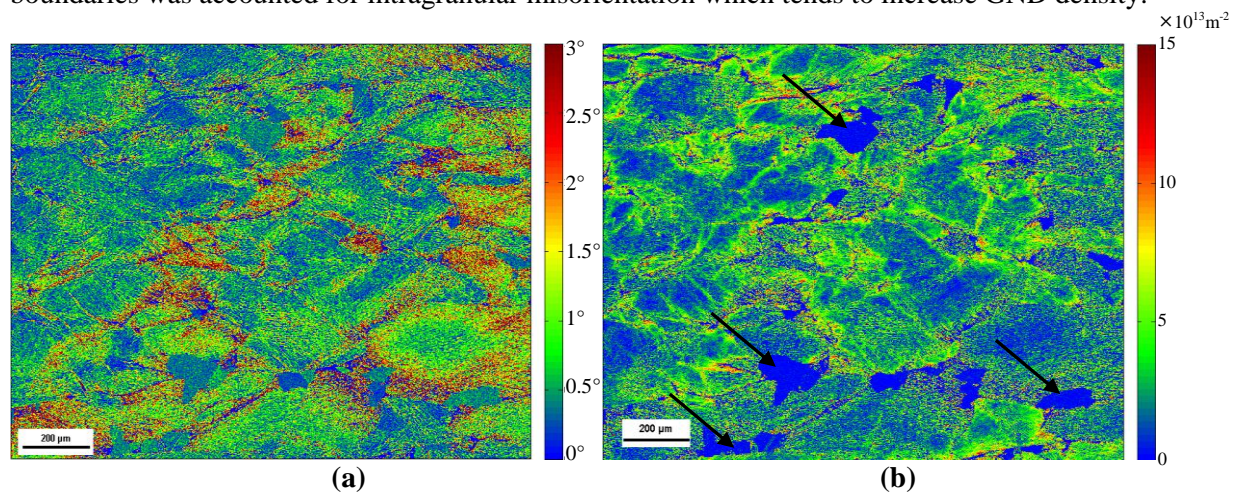 boundaries was accounted for intragranular misorientation which tends to increase GND density.
×10¹³m⁻²
3°
2.5°
2°
1.5°
1°
0.5°
0°
200 µm
15
10
5
0
200 µm
(a)
(b)